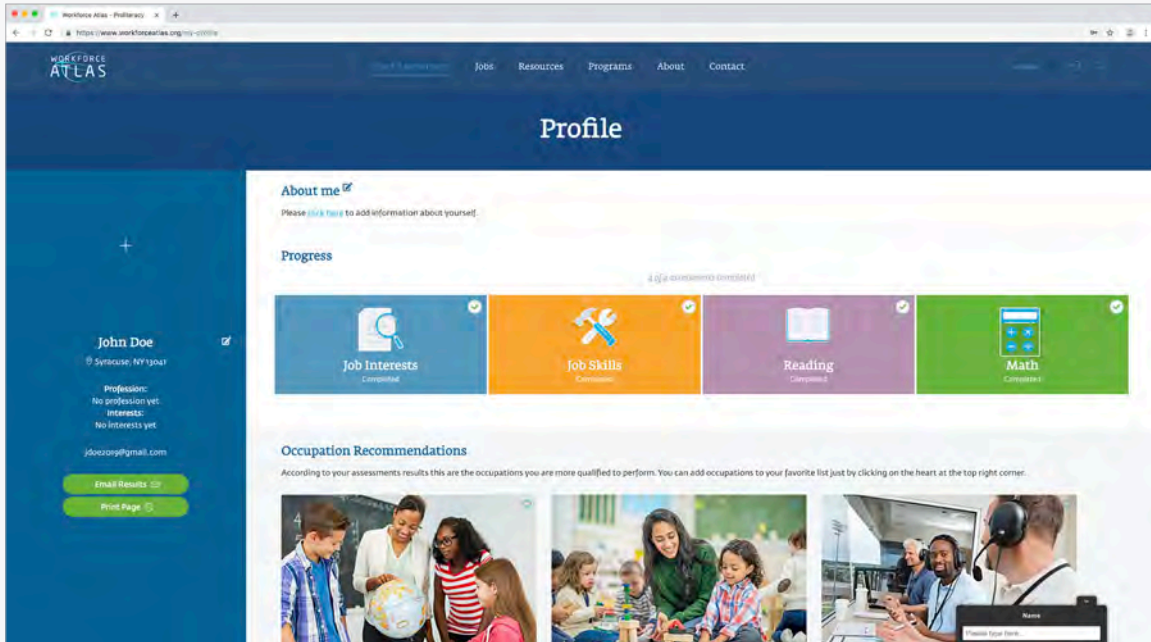 Workforce Atlas - Proliteracy
https://www.workforceatlas.org/my-profile
WORKFORCE
ATLAS
Jobs Resources Programs About Contact
Profile
About me
Please click here to add information about yourself.
Progress
4 of 4 assessments completed
Job Interests
Completed
Job Skills
Completed
Reading
Completed
Math
Completed
John Doe
Syracuse, NY 13041
Profession:
No profession yet
Interests:
No interests yet
jdoe2019@gmail.com
Email Results
Print Page
Occupation Recommendations
According to your assessments results this are the occupations you are more qualified to perform. You can add occupations to your favorite list just by clicking on the heart at the top right corner.
Name
Please type here...